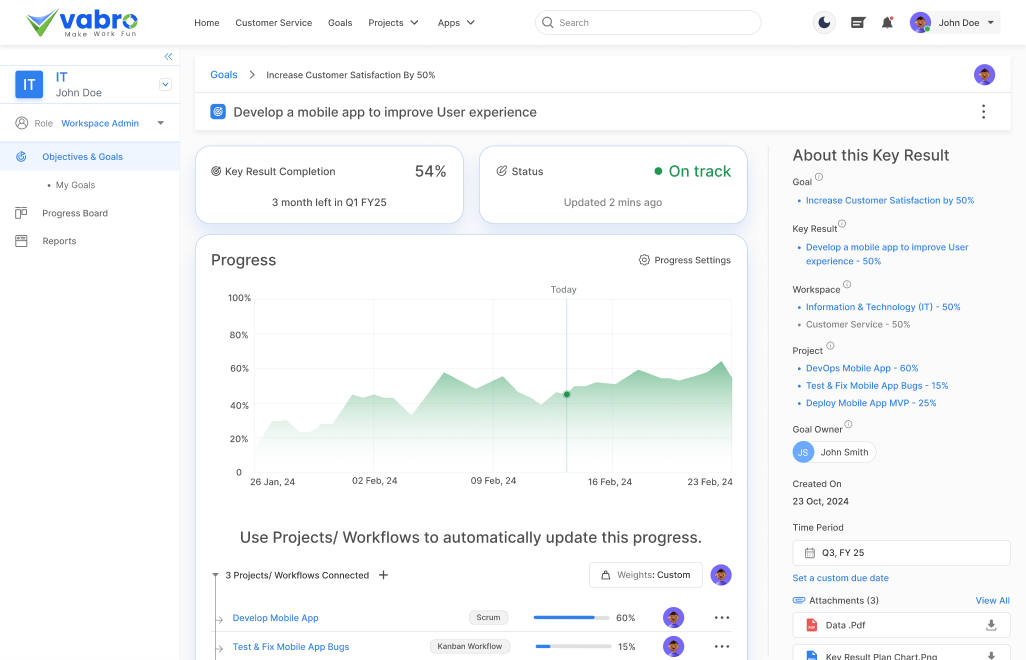 vabro
Make Work Fun
Home
Customer Service
Goals
Projects
Apps
Search
John Doe
IT
IT
John Doe
Role Workspace Admin
Objectives & Goals
My Goals
Progress Board
Reports
Goals
Increase Customer Satisfaction By 50%
Develop a mobile app to improve User experience
Key Result Completion
54%
3 month left in Q1 FY25
Status
On track
Updated 2 mins ago
Progress
Progress Settings
Today
100%
80%
60%
40%
20%
0
26 Jan, 24
02 Feb, 24
09 Feb, 24
16 Feb, 24
23 Feb, 24
Use Projects/ Workflows to automatically update this progress.
3 Projects/ Workflows Connected
Weights: Custom
Develop Mobile App
Scrum
60%
Test & Fix Mobile App Bugs
Kanban Workflow
15%
About this Key Result
Goal
Increase Customer Satisfaction by 50%
Key Result
Develop a mobile app to improve User
experience - 50%
Workspace
Information & Technology (IT) - 50%
Customer Service - 50%
Project
DevOps Mobile App - 60%
Test & Fix Mobile App Bugs - 15%
Deploy Mobile App MVP - 25%
Goal Owner
JS
John Smith
Created On
23 Oct, 2024
Time Period
Q3, FY 25
Set a custom due date
Attachments (3)
View All
Data .Pdf
Key Result Plan Chart.Png